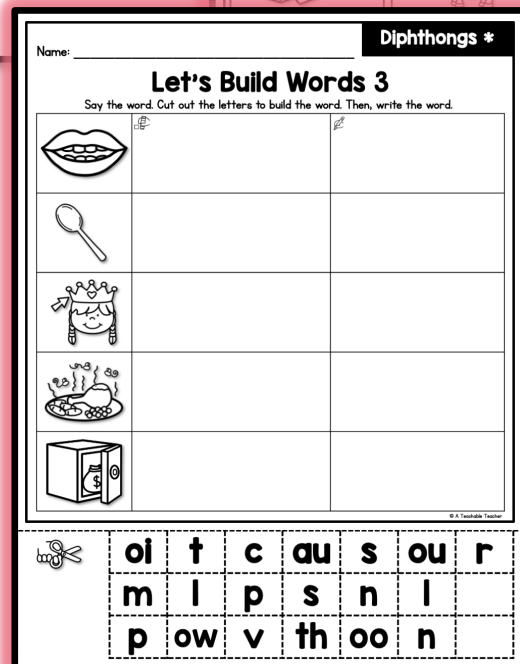 Diphthongs *
Name:
Let's Build Words 3
Say the word. Cut out the letters to build the word. Then, write the word.
$
© A Teachable Teacher
oi t c au s ou r
m l p s n l
p ow v th oo n